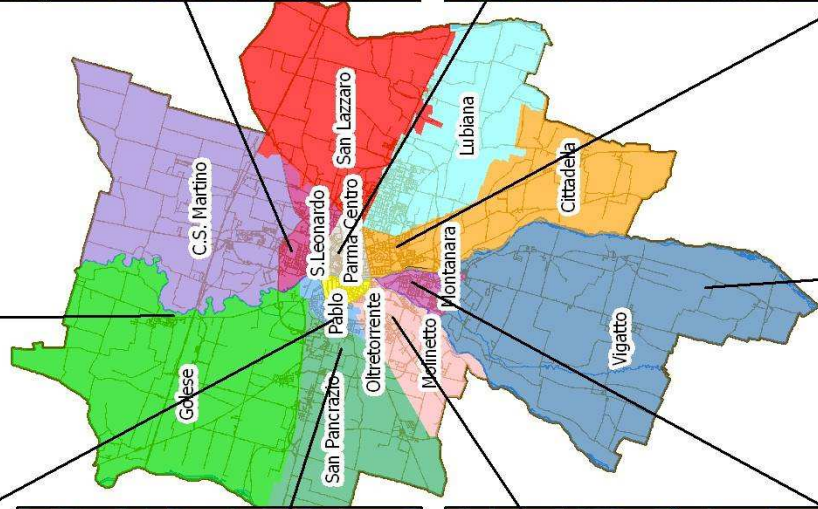 C.S. Martino
San Lazzaro
Lubiana
Cittadella
S.Leonardo
Parma Centro
Golese
Pablo
San Pancrazio
Oltretorrente
Molinetto
Montanara
Vigatto